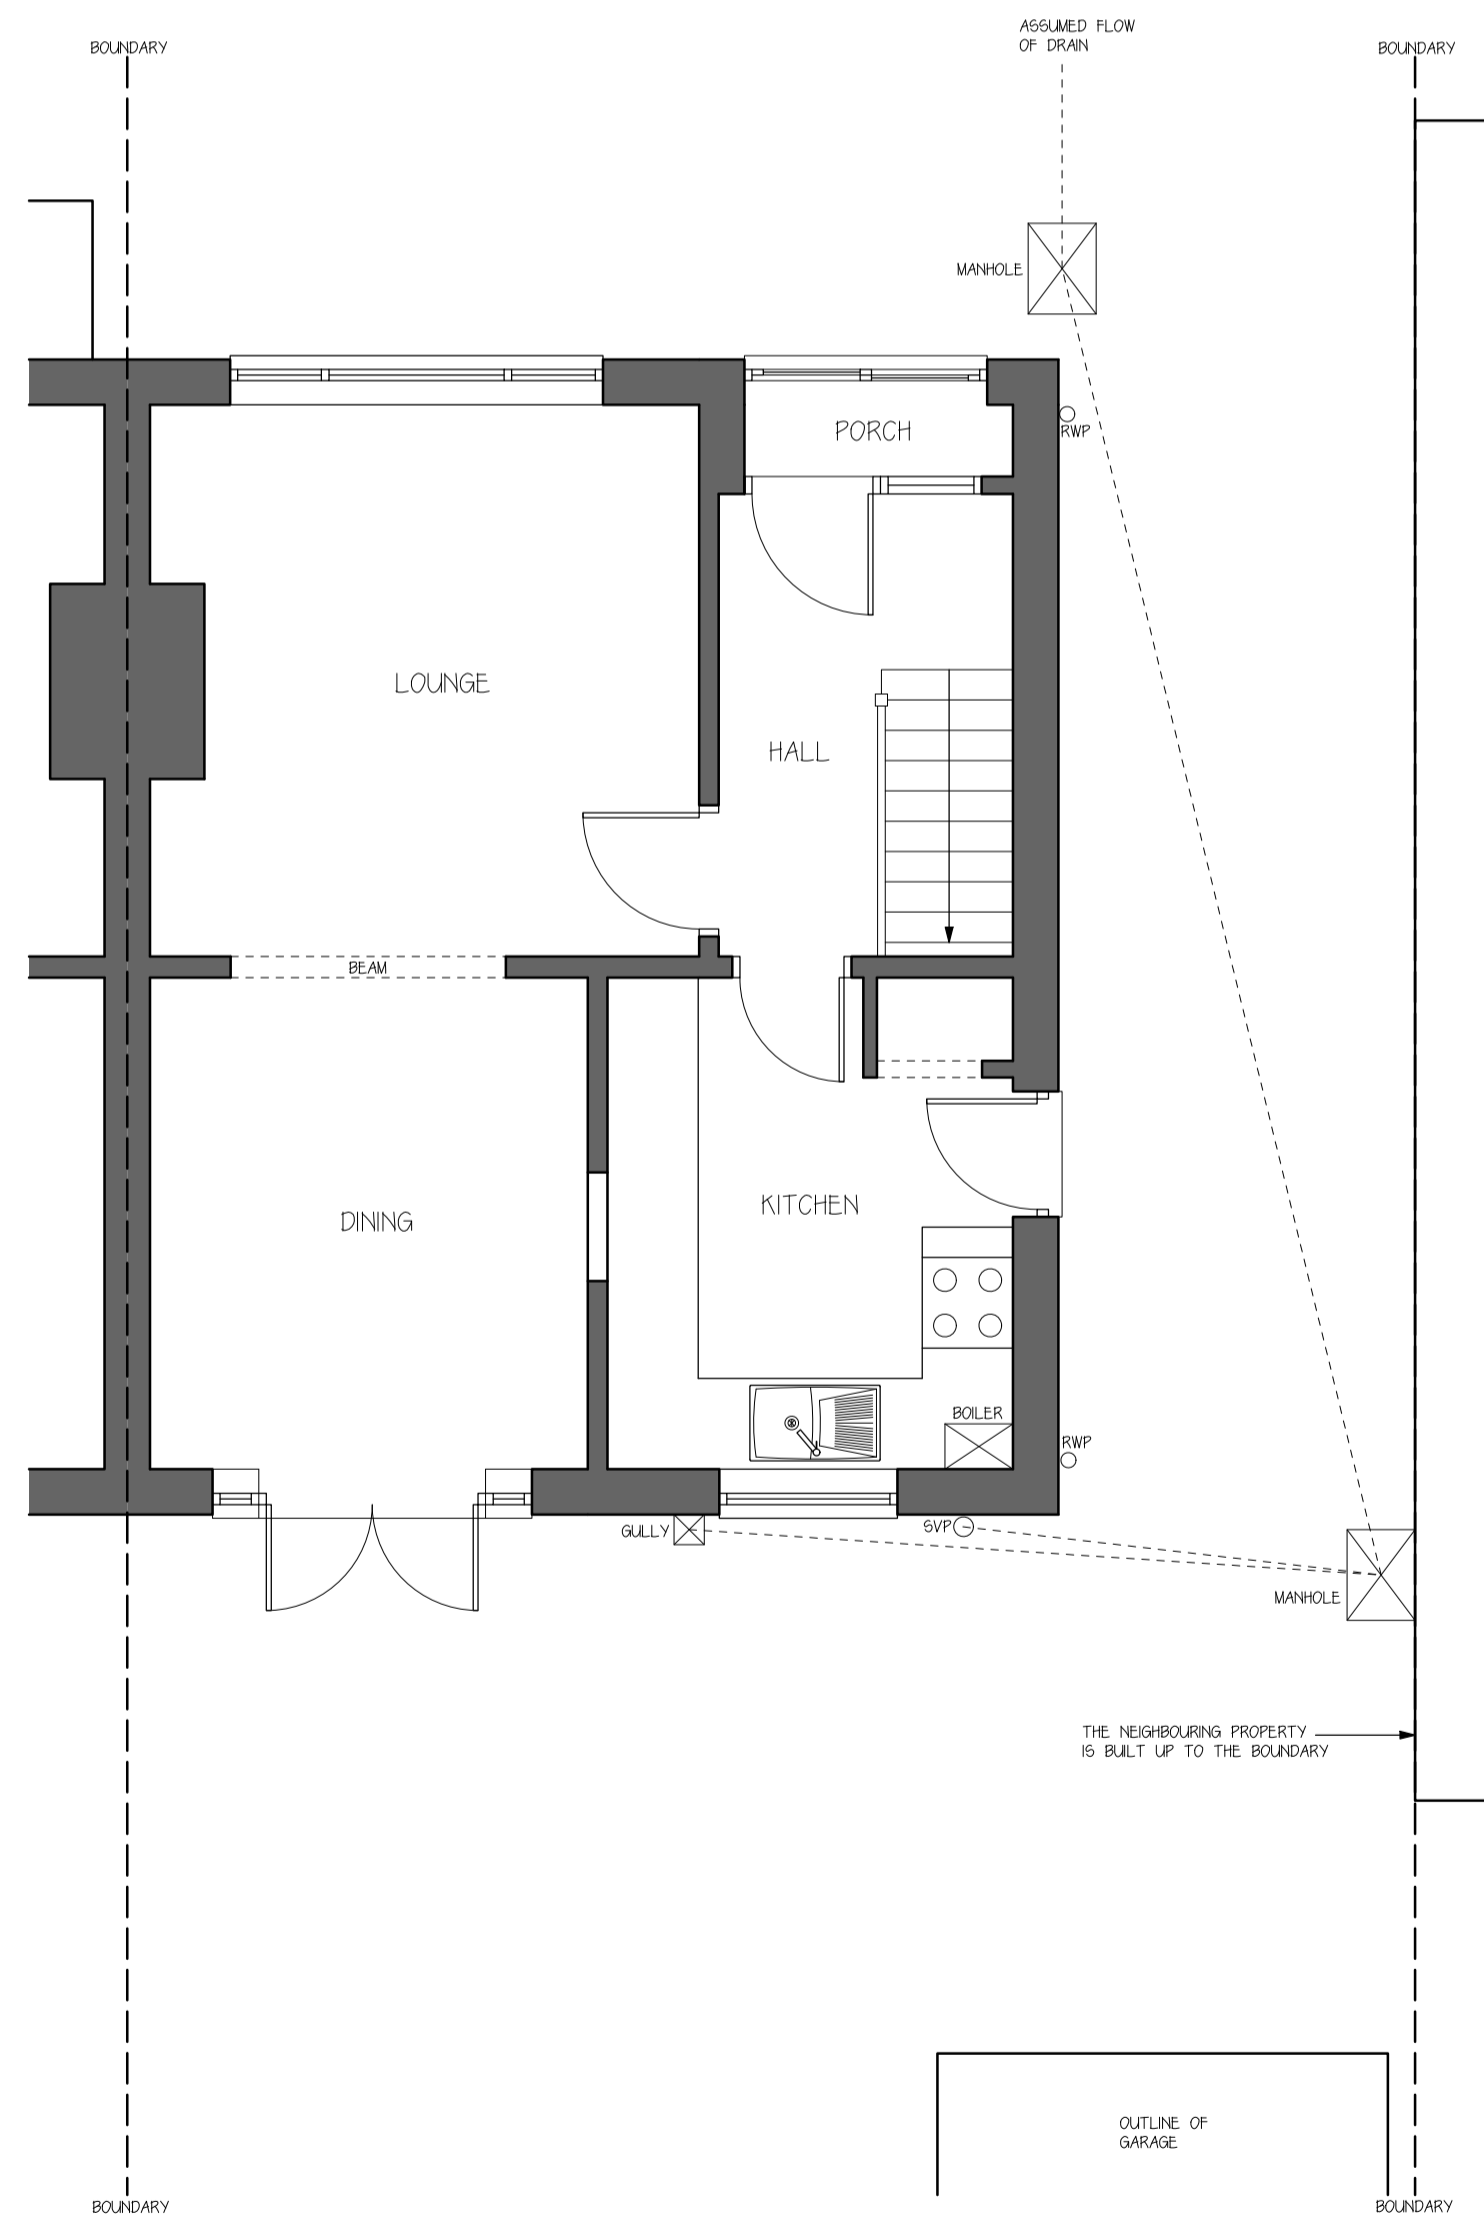 ASSUMED FLOW
OF DRAIN
BOUNDARY
BOUNDARY
MANHOLE
PORCH
RWP
LOUNGE
HALL
BEAM
KITCHEN
DINING
BOILER
RWP
GULLY
SVP
MANHOLE
THE NEIGHBOURING PROPERTY
IS BUILT UP TO THE BOUNDARY
OUTLINE OF
GARAGE
BOUNDARY
BOUNDARY